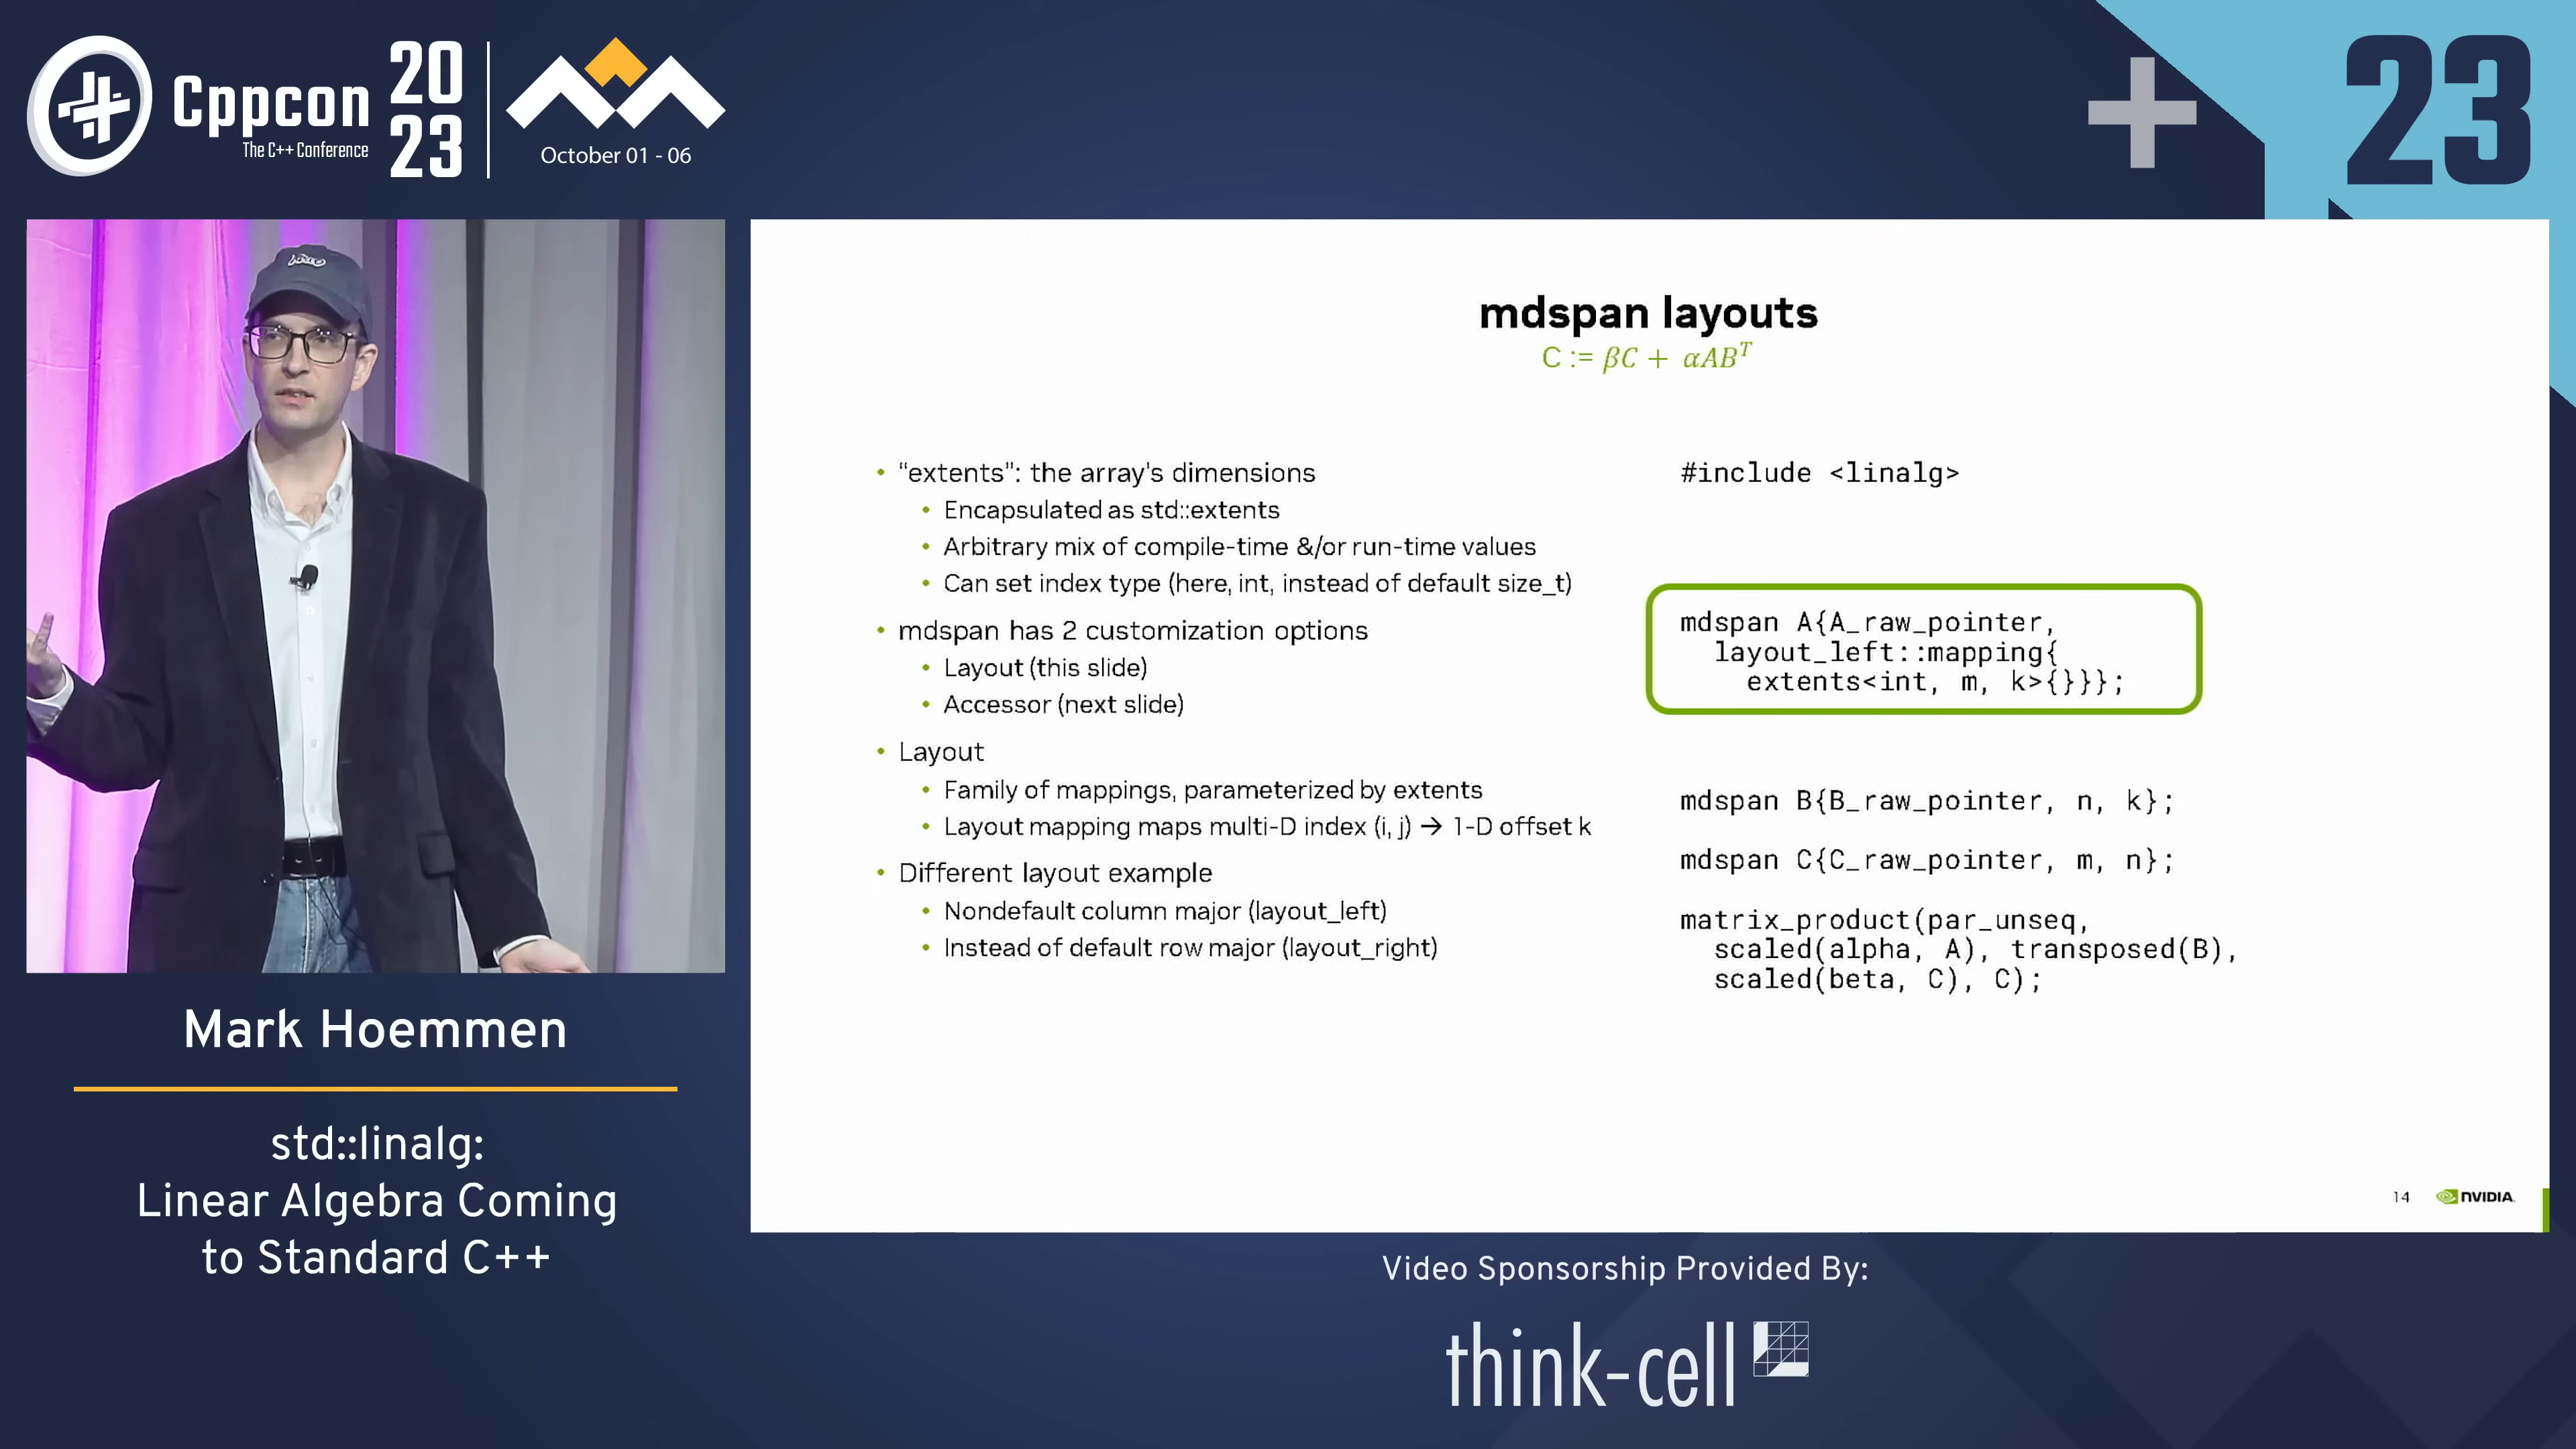 Cppcon
The C++ Conference
20
23
October 01 - 06
23
mdspan layouts
C := βC + αABᵀ
• “extents”: the array's dimensions
• Encapsulated as std::extents
• Arbitrary mix of compile-time &/or run-time values
• Can set index type (here, int, instead of default size_t)
• mdspan has 2 customization options
• Layout (this slide)
• Accessor (next slide)
• Layout
• Family of mappings, parameterized by extents
• Layout mapping maps multi-D index (i, j) → 1-D offset k
• Different layout example
• Nondefault column major (layout_left)
• Instead of default row major (layout_right)
#include <linalg>
mdspan A{A_raw_pointer,
layout_left::mapping{
extents<int, m, k>{}}};
mdspan B{B_raw_pointer, n, k};
mdspan C{C_raw_pointer, m, n};
matrix_product(par_unseq,
scaled(alpha, A), transposed(B),
scaled(beta, C), C);
14
NVIDIA.
Mark Hoemmen
std::linalg:
Linear Algebra Coming
to Standard C++
Video Sponsorship Provided By:
think-cell